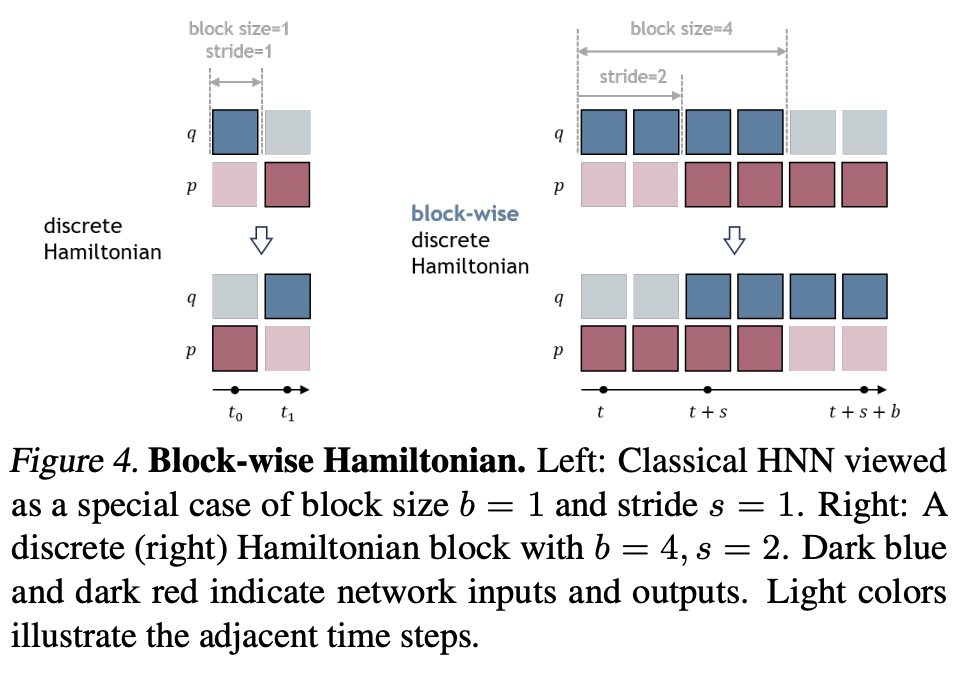 block size=1
stride=1
q
p
discrete
Hamiltonian
q
p
t₀ t₁
block size=4
stride=2
q
p
block-wise
discrete
Hamiltonian
q
p
t t + s t + s + b
Figure 4. Block-wise Hamiltonian. Left: Classical HNN viewed
as a special case of block size b = 1 and stride s = 1. Right: A
discrete (right) Hamiltonian block with b = 4, s = 2. Dark blue
and dark red indicate network inputs and outputs. Light colors
illustrate the adjacent time steps.